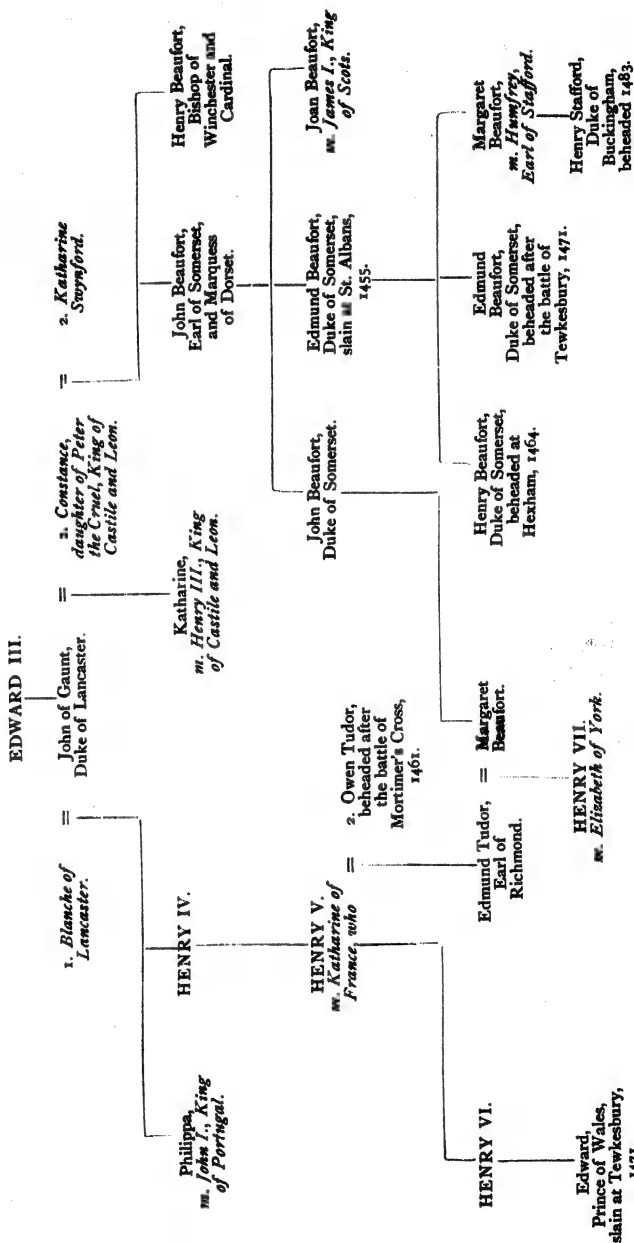 EDWARD III.
John of Gaunt,
Duke of Lancaster.
1. Blanche of
Lancaster.
=
=
2. Constance,
daughter of Peter
the Cruel, King of
Castile and Leon.
=
2. Katharine
Swynford.
Philippa,
m. John I., King
of Portugal.
HENRY IV.
Katharine,
m. Henry III., King
of Castile and Leon.
John Beaufort,
Earl of Somerset,
and Marquess
of Dorset.
Henry Beaufort,
Bishop of
Winchester and
Cardinal.
HENRY V.
m. Katharine of
France, who
=
2. Owen Tudor,
beheaded after
the battle of
Mortimer's Cross,
1461.
John Beaufort,
Duke of Somerset.
Edmund Beaufort,
Duke of Somerset,
slain at St. Albans,
1455.
Joan Beaufort,
m. James I., King
of Scots.
HENRY VI.
Edmund Tudor,
Earl of
Richmond.
=
Margaret
Beaufort.
Henry Beaufort,
Duke of Somerset,
beheaded at
Hexham, 1464.
Edmund
Beaufort,
Duke of Somerset,
beheaded after
the battle of
Tewkesbury, 1471.
Margaret
Beaufort,
m. Humfrey,
Earl of Stafford.
Edward,
Prince of Wales,
slain at Tewkesbury,
1471
HENRY VII.
m. Elizabeth of York.
Henry Stafford,
Duke of
Buckingham,
beheaded 1483.